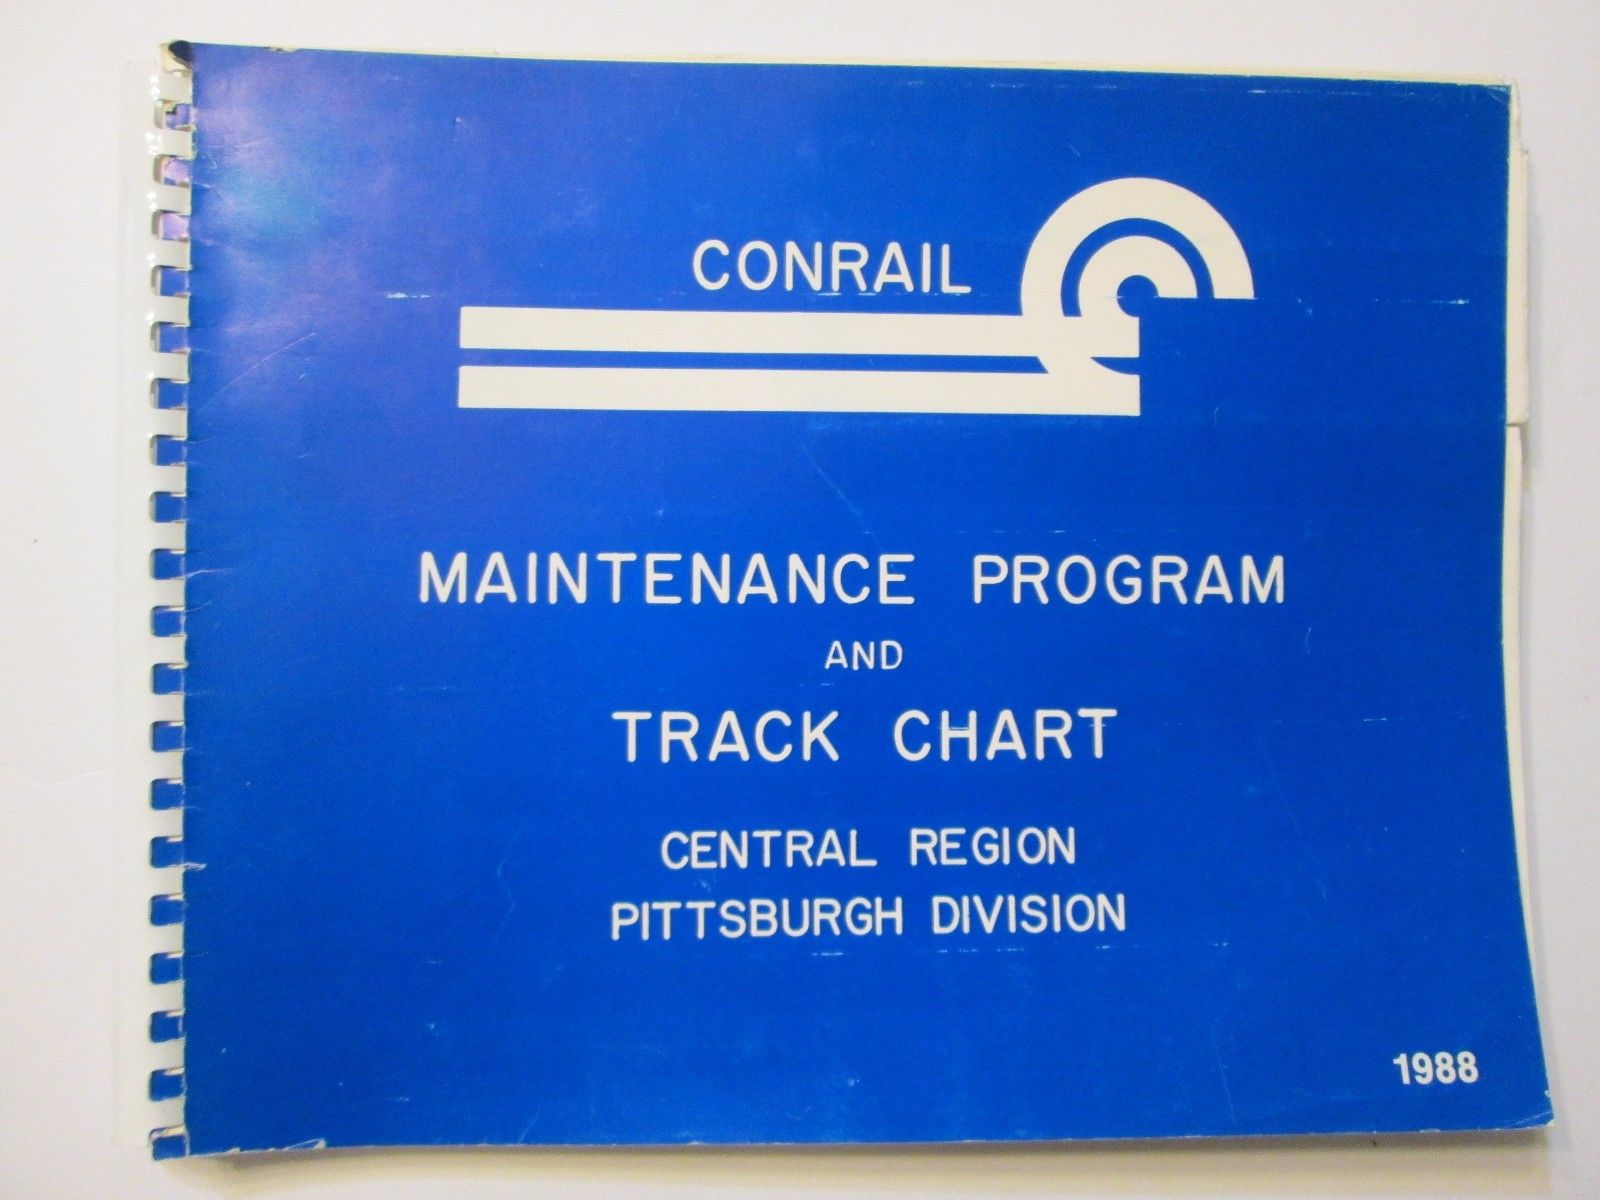 CONRAIL
MAINTENANCE PROGRAM
AND
TRACK CHART
CENTRAL REGION
PITTSBURGH DIVISION
1988